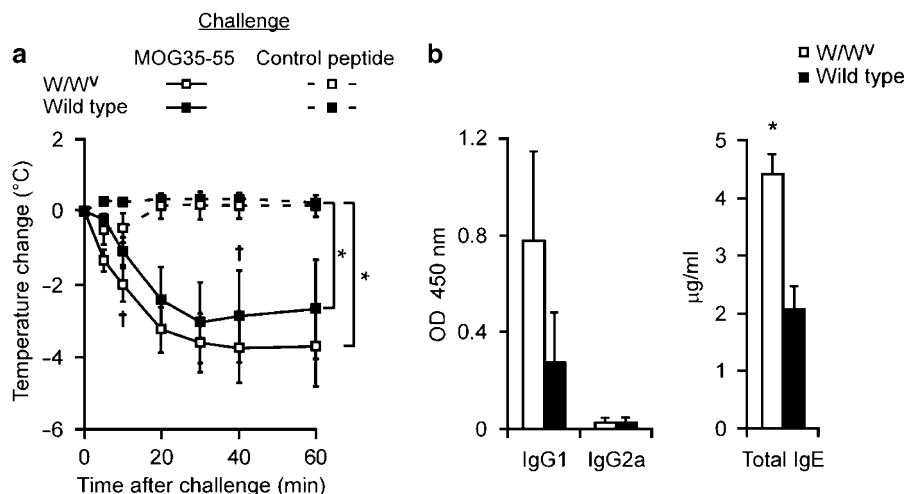 Challenge
a
MOG35-55 Control peptide
W/Wv
Wild type
2
0
-2
-4
-6
Temperature change (°C)
†
†
*
*
0 20 40 60
Time after challenge (min)
b
W/Wv
Wild type
1.2
0.8
0.4
0
OD 450 nm
IgG1 IgG2a
*
5
4
3
2
1
0
µg/ml
Total IgE